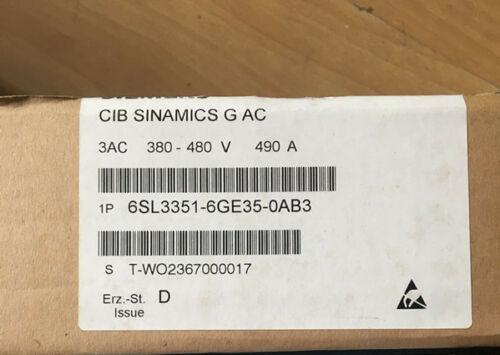 CIB SINAMICS G AC
3AC 380 - 480 V 490 A
1P 6SL3351-6GE35-0AB3
S T-WO2367000017
Erz.-St. D
Issue